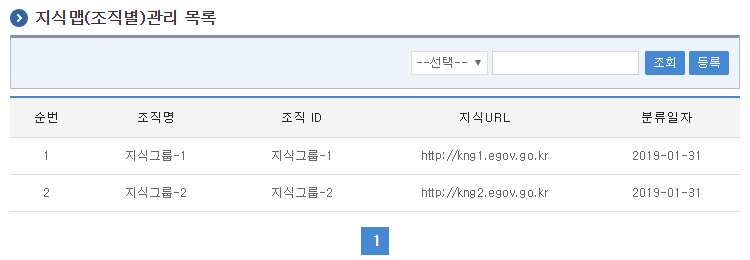 지식맵(조직별)관리 목록
--선택-- ▼ 조회 등록
순번 조직명 조직 ID 지식URL 분류일자
1 지식그룹-1 지식그룹-1 http://kng1.egov.go.kr 2019-01-31
2 지식그룹-2 지식그룹-2 http://kng2.egov.go.kr 2019-01-31
1